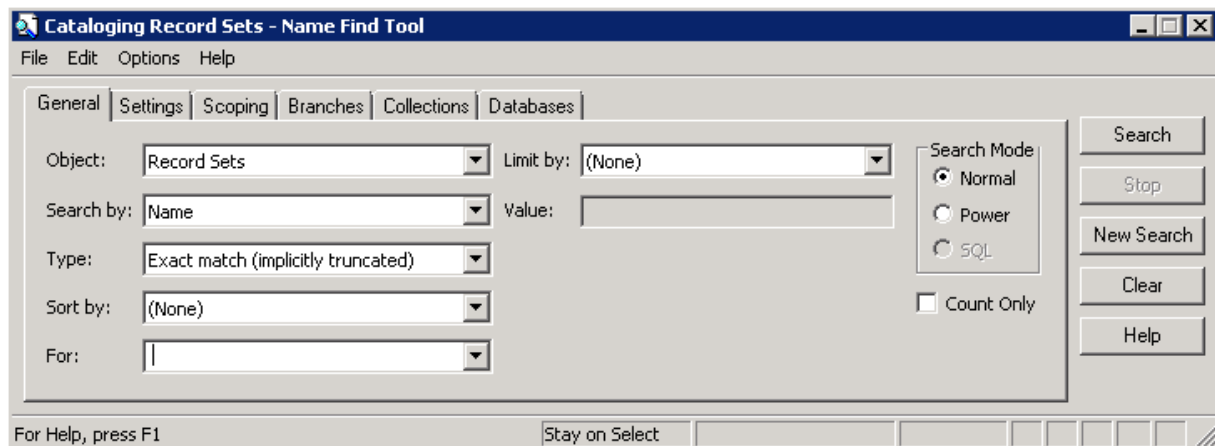 Cataloging Record Sets - Name Find Tool
File Edit Options Help
General Settings Scoping Branches Collections Databases
Object: Record Sets Limit by: (None)
Search by: Name Value:
Type: Exact match (implicitly truncated)
Sort by: (None)
For:
Search Mode
Normal
Power
SQL
Count Only
Search
Stop
New Search
Clear
Help
For Help, press F1 Stay on Select